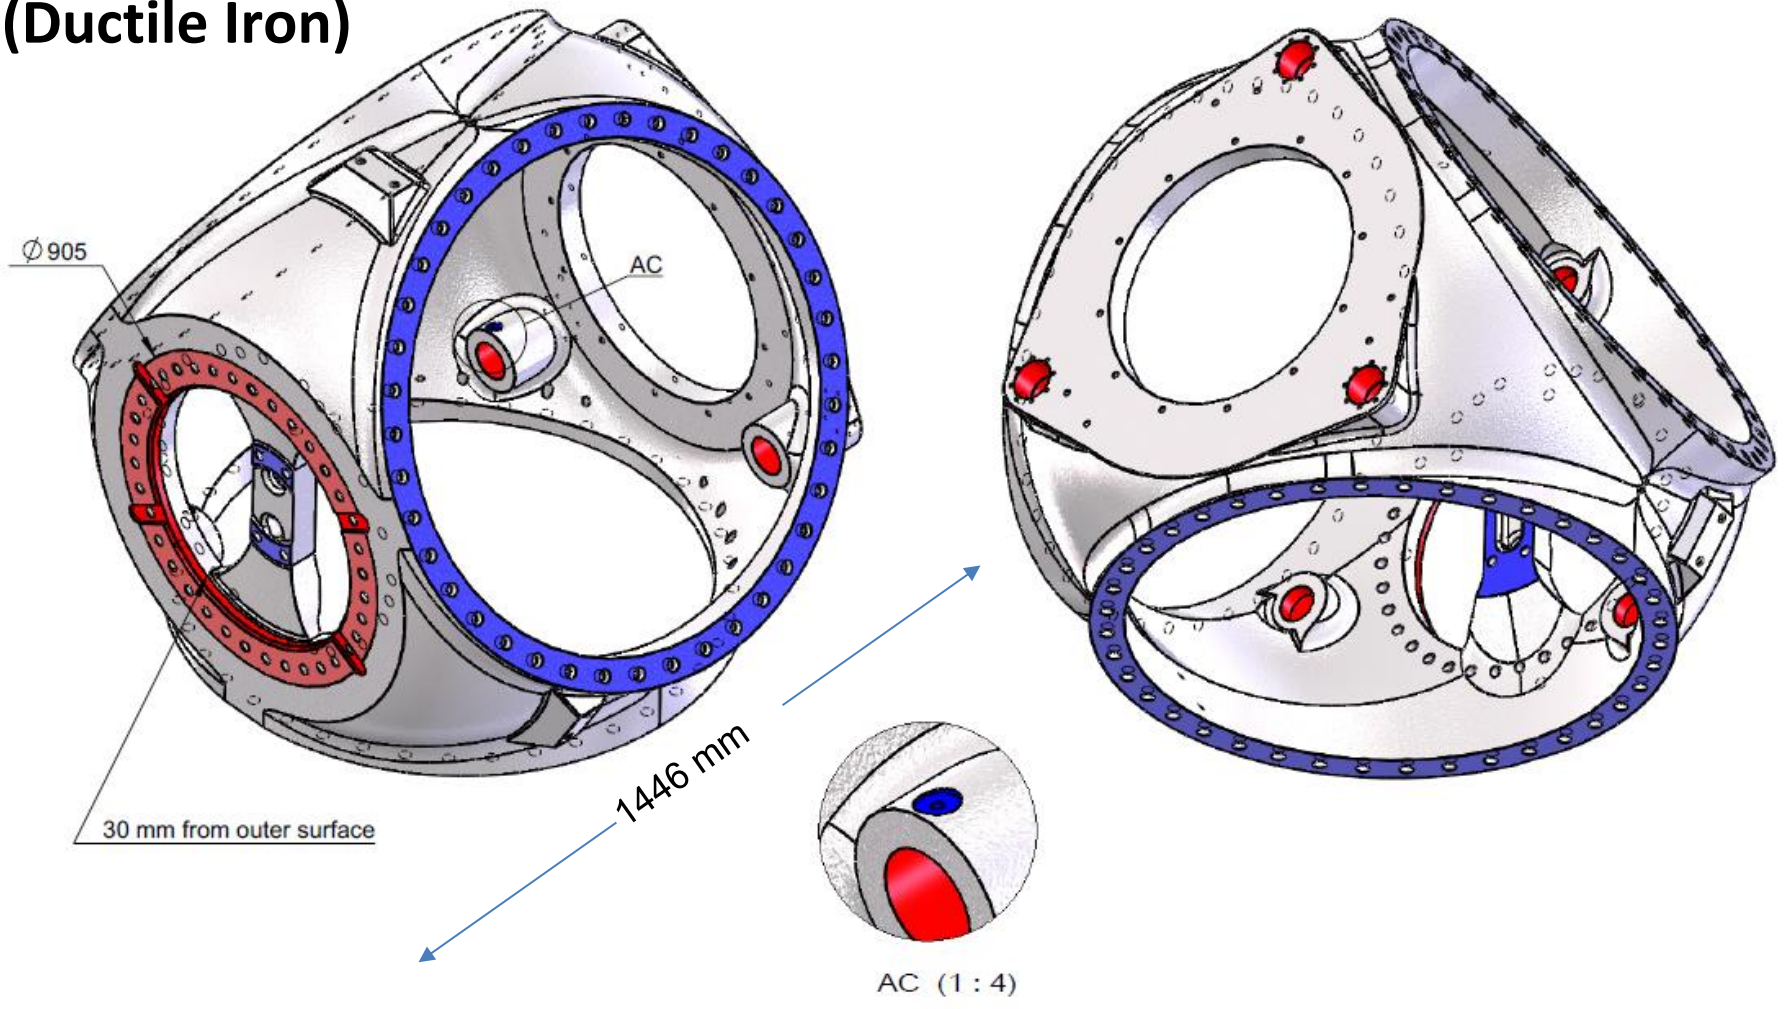 (Ductile Iron)
Ø905
AC
1446 mm
30 mm from outer surface
AC (1 : 4)